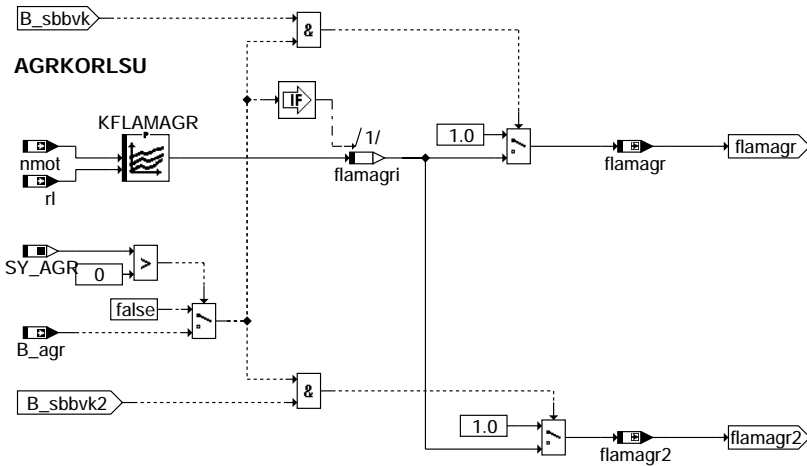 B_sbbvk
&
AGRKORLSU
IF
KFLAMAGR
1.0
/1/
nmot
flamagri
flamagr
flamagr
rl
SY_AGR
>
0
false
B_agr
&
B_sbbvk2
1.0
flamagr2
flamagr2